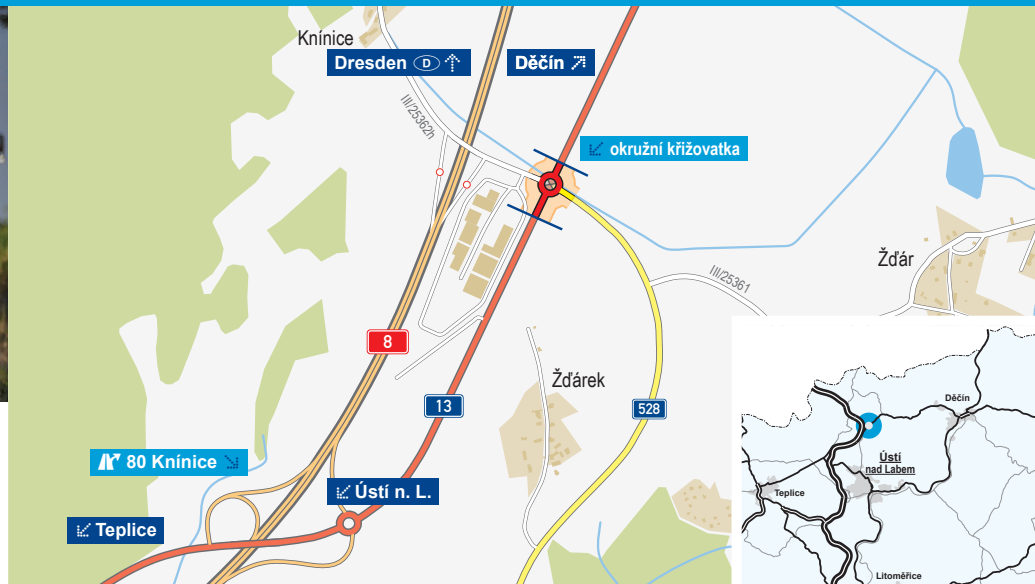 Knínice
Dresden D
Děčín
III/25362h
okružní křižovatka
Žďár
III/25361
8
Žďárek
13
528
80 Knínice
Ústí n. L.
Teplice
Děčín
Ústí
nad Labem
Teplice
Litoměřice